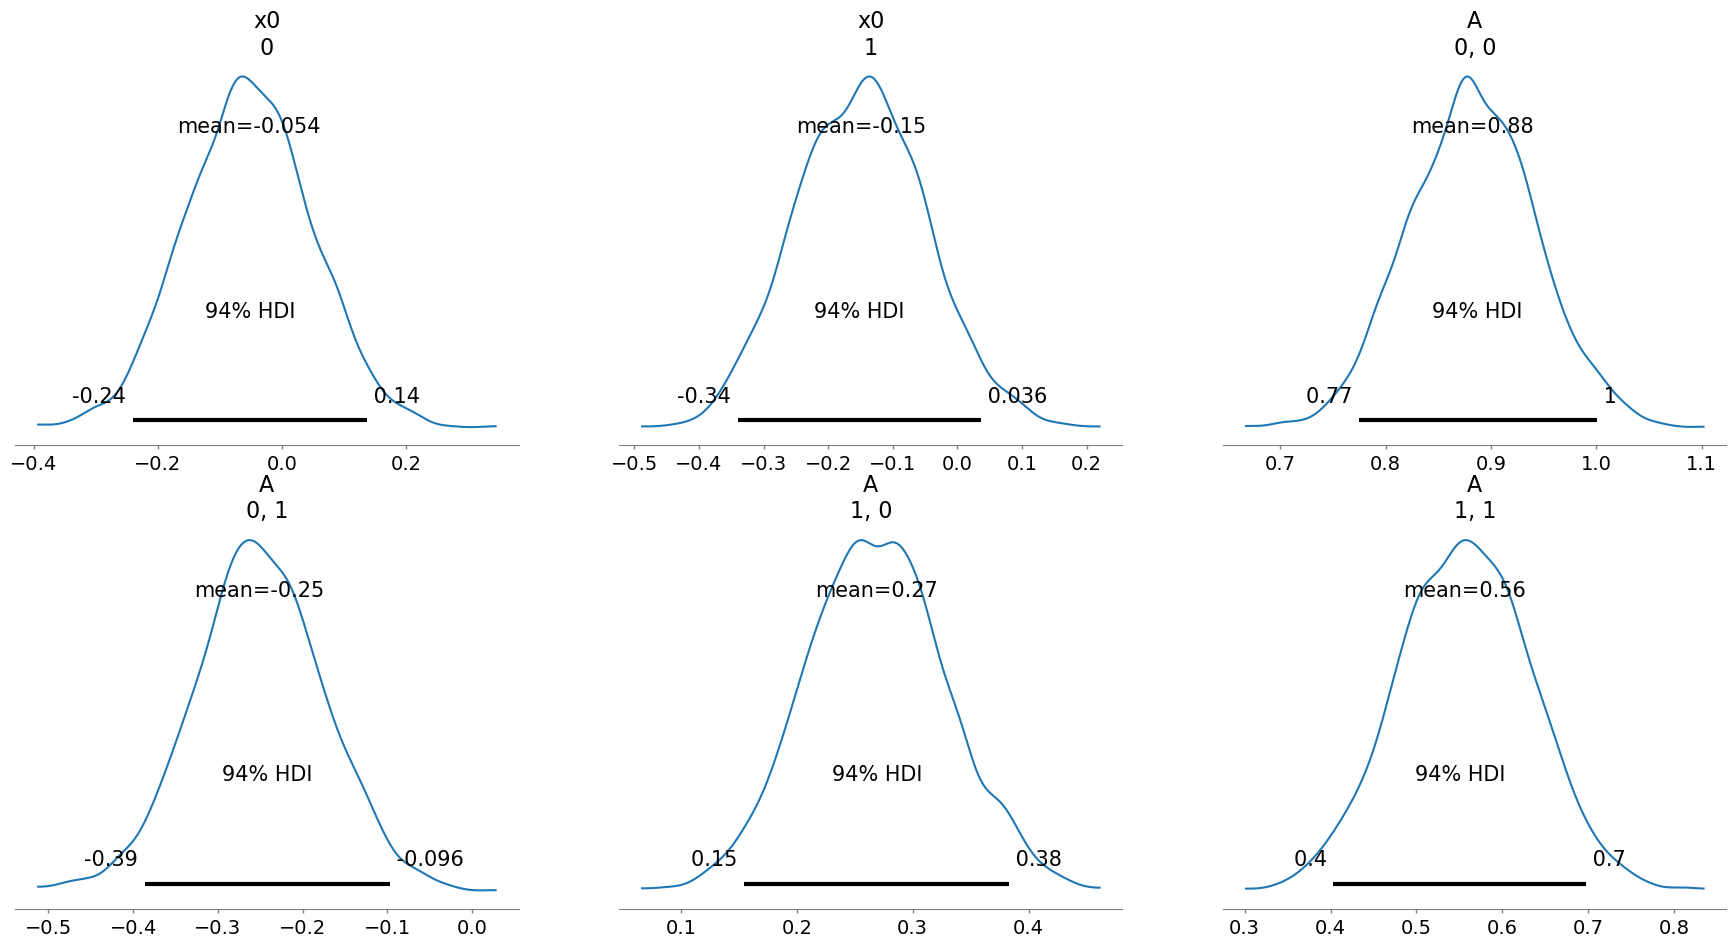 x0
0
mean=-0.054
94% HDI
-0.24
0.14
−0.4 −0.2 0.0 0.2
x0
1
mean=-0.15
94% HDI
-0.34
0.036
−0.5 −0.4 −0.3 −0.2 −0.1 0.0 0.1 0.2
A
0, 0
mean=0.88
94% HDI
0.77
1
0.7 0.8 0.9 1.0 1.1
A
0, 1
mean=-0.25
94% HDI
-0.39
-0.096
−0.5 −0.4 −0.3 −0.2 −0.1 0.0
A
1, 0
mean=0.27
94% HDI
0.15
0.38
0.1 0.2 0.3 0.4
A
1, 1
mean=0.56
94% HDI
0.4
0.7
0.3 0.4 0.5 0.6 0.7 0.8